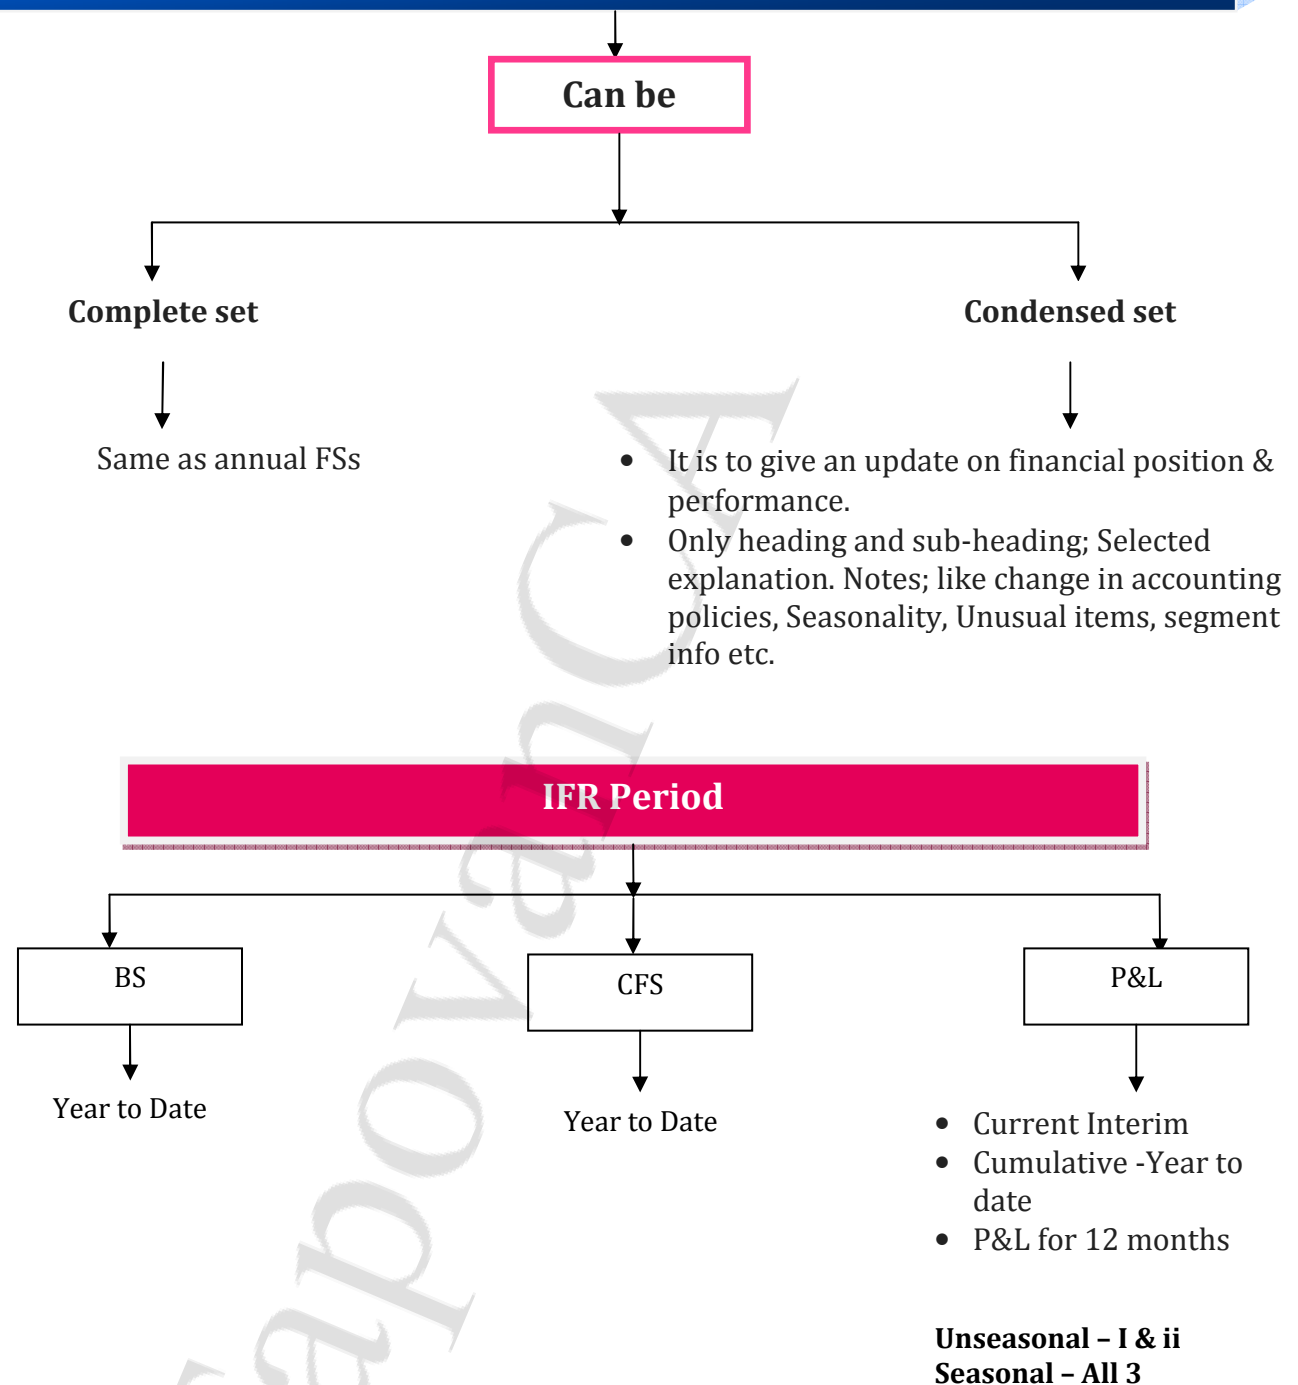 Can be
Complete set
Condensed set
Same as annual FSs
• It is to give an update on financial position &
performance.
• Only heading and sub-heading; Selected
explanation. Notes; like change in accounting
policies, Seasonality, Unusual items, segment
info etc.
IFR Period
BS
CFS
P&L
Year to Date
Year to Date
• Current Interim
• Cumulative -Year to
date
• P&L for 12 months
Unseasonal – I & ii
Seasonal – All 3
TapovanCA